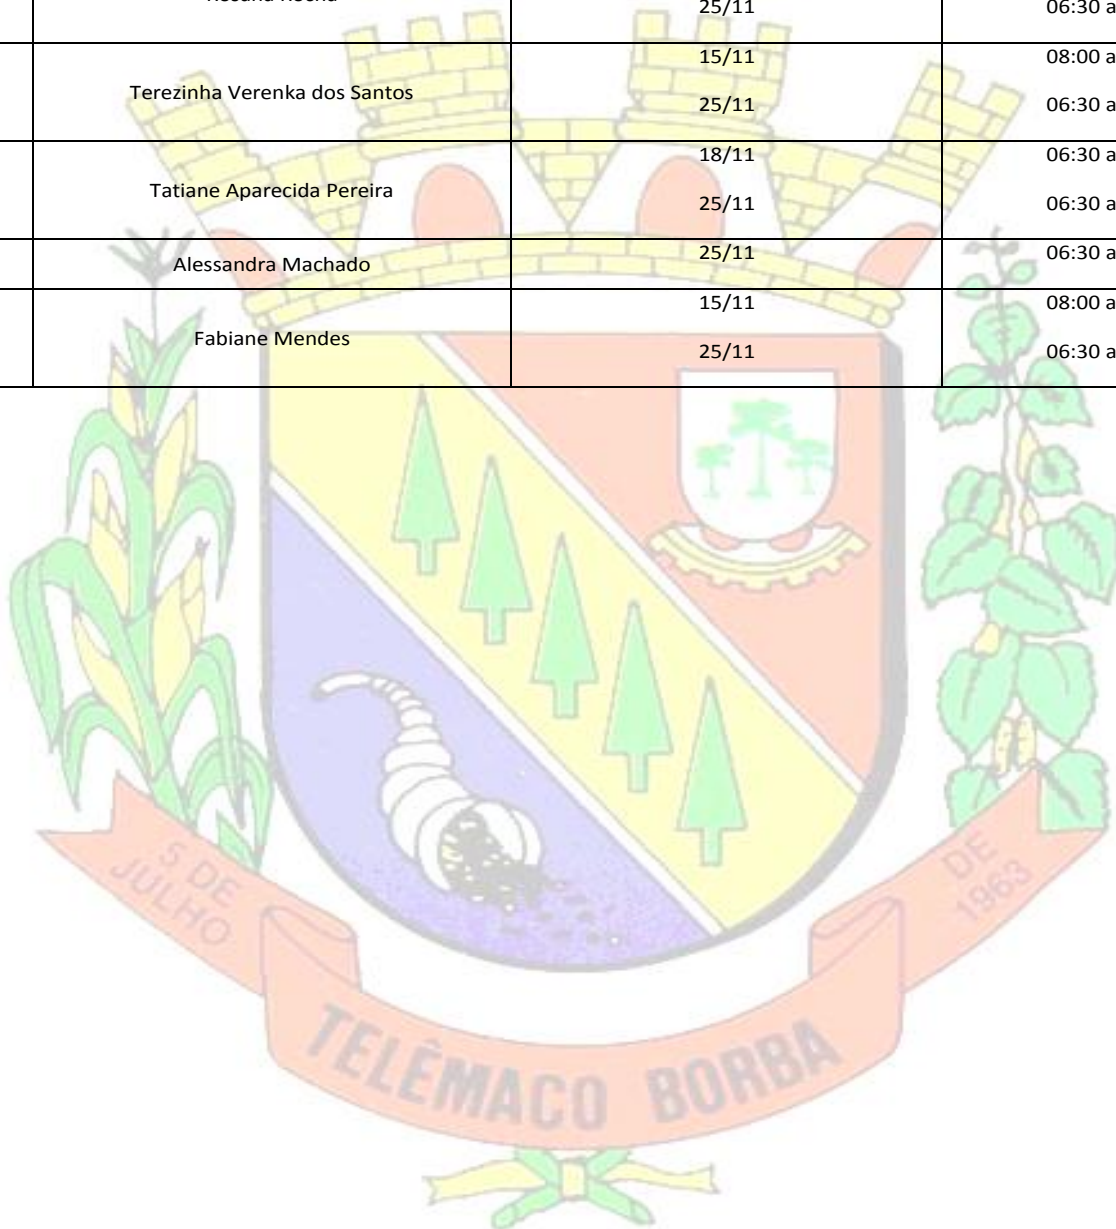 25/11 06:30 a
15/11 08:00 a
Terezinha Verenka dos Santos
25/11 06:30 a
18/11 06:30 a
Tatiane Aparecida Pereira
25/11 06:30 a
Alessandra Machado 25/11 06:30 a
15/11 08:00 a
Fabiane Mendes
25/11 06:30 a
5 DE
JULHO
DE
1963
TELÊMACO BORBA